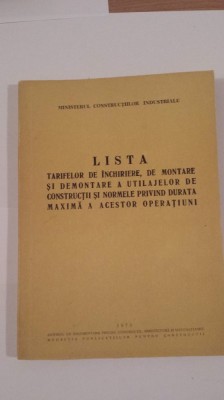 MINISTERUL CONSTRUCTIILOR INDUSTRIALE
LISTA
TARIFELOR DE ÎNCHIRIERE, DE MONTARE
ȘI DEMONTARE A UTILAJELOR DE
CONSTRUCȚII ȘI NORMELE PRIVIND DURATA
MAXIMĂ A ACESTOR OPERAȚIUNI